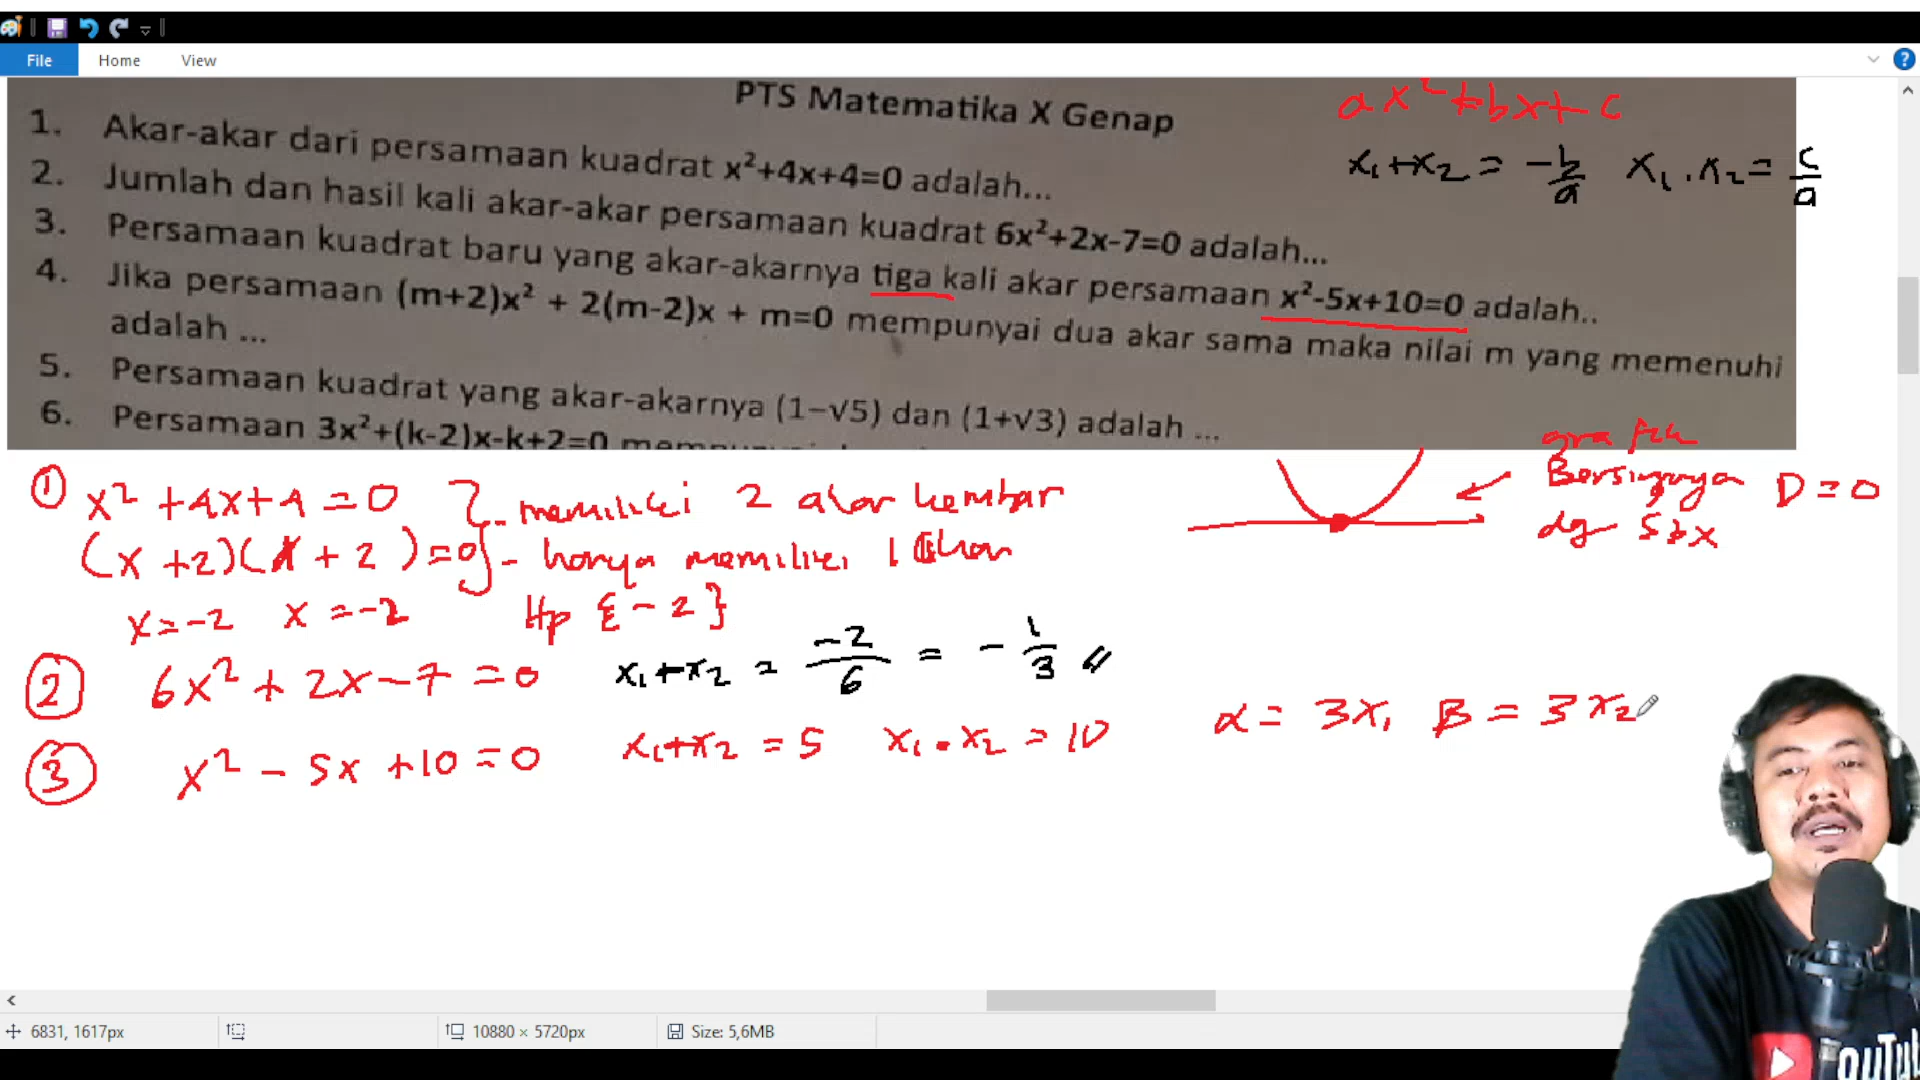 File Home View
PTS Matematika X Genap
1. Akar-akar dari persamaan kuadrat x²+4x+4=0 adalah...
2. Jumlah dan hasil kali akar-akar persamaan kuadrat 6x²+2x-7=0 adalah...
3. Persamaan kuadrat baru yang akar-akarnya tiga kali akar persamaan x²-5x+10=0 adalah..
4. Jika persamaan (m+2)x² + 2(m-2)x + m=0 mempunyai dua akar sama maka nilai m yang memenuhi
adalah ...
5. Persamaan kuadrat yang akar-akarnya (1-√5) dan (1+√3) adalah ...
6. Persamaan 3x²+(k-2)x-k+2=0
ax²+bx+c
x₁+x₂ = -b/a x₁.x₂ = c/a
① x²+4x+4=0 - memiliki 2 akar kembar
(x+2)(x+2)=0 - hanya memiliki 1
x=-2 x=-2 Hp {-2}
grafik
Bersinggungan D=0
dg sbx
② 6x²+2x-7=0 x₁+x₂ = -2/6 = -1/3
③ x²-5x+10=0 x₁+x₂ = 5 x₁.x₂ = 10 α = 3x₁ β = 3x₂
6831, 1617px 10880 × 5720px Size: 5,6MB
YouTu